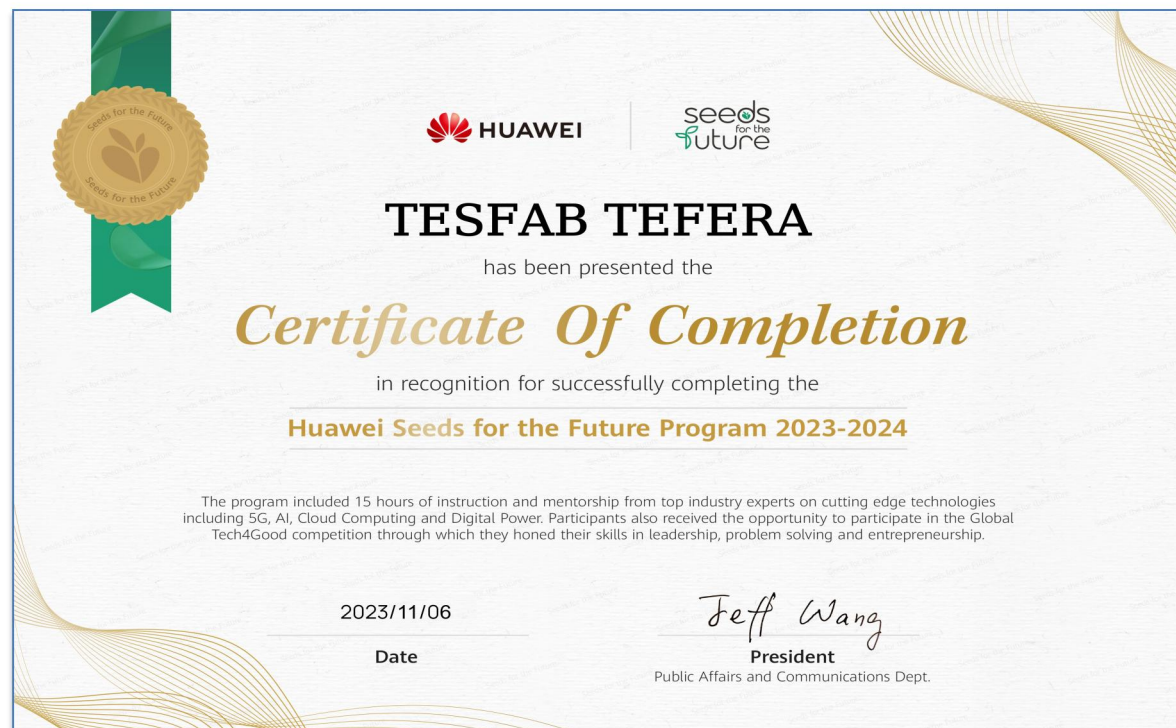 Seeds for the Future
Seeds for the Future
HUAWEI
seeds
for the
future
TESFAB TEFERA
has been presented the
Certificate Of Completion
in recognition for successfully completing the
Huawei Seeds for the Future Program 2023-2024
The program included 15 hours of instruction and mentorship from top industry experts on cutting edge technologies
including 5G, AI, Cloud Computing and Digital Power. Participants also received the opportunity to participate in the Global
Tech4Good competition through which they honed their skills in leadership, problem solving and entrepreneurship.
2023/11/06
Jeff Wang
Date
President
Public Affairs and Communications Dept.